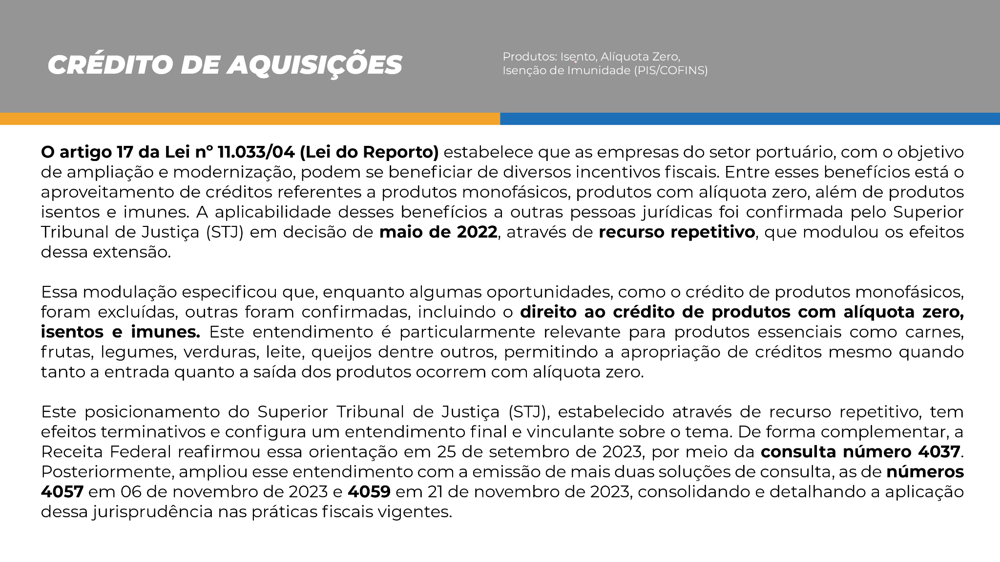 CRÉDITO DE AQUISIÇÕES
Produtos: Isento, Alíquota Zero,
Isenção de Imunidade (PIS/COFINS)
O artigo 17 da Lei nº 11.033/04 (Lei do Reporto) estabelece que as empresas do setor portuário, com o objetivo
de ampliação e modernização, podem se beneficiar de diversos incentivos fiscais. Entre esses benefícios está o
aproveitamento de créditos referentes a produtos monofásicos, produtos com alíquota zero, além de produtos
isentos e imunes. A aplicabilidade desses benefícios a outras pessoas jurídicas foi confirmada pelo Superior
Tribunal de Justiça (STJ) em decisão de maio de 2022, através de recurso repetitivo, que modulou os efeitos
dessa extensão.
Essa modulação especificou que, enquanto algumas oportunidades, como o crédito de produtos monofásicos,
foram excluídas, outras foram confirmadas, incluindo o direito ao crédito de produtos com alíquota zero,
isentos e imunes. Este entendimento é particularmente relevante para produtos essenciais como carnes,
frutas, legumes, verduras, leite, queijos dentre outros, permitindo a apropriação de créditos mesmo quando
tanto a entrada quanto a saída dos produtos ocorrem com alíquota zero.
Este posicionamento do Superior Tribunal de Justiça (STJ), estabelecido através de recurso repetitivo, tem
efeitos terminativos e configura um entendimento final e vinculante sobre o tema. De forma complementar, a
Receita Federal reafirmou essa orientação em 25 de setembro de 2023, por meio da consulta número 4037.
Posteriormente, ampliou esse entendimento com a emissão de mais duas soluções de consulta, as de números
4057 em 06 de novembro de 2023 e 4059 em 21 de novembro de 2023, consolidando e detalhando a aplicação
dessa jurisprudência nas práticas fiscais vigentes.